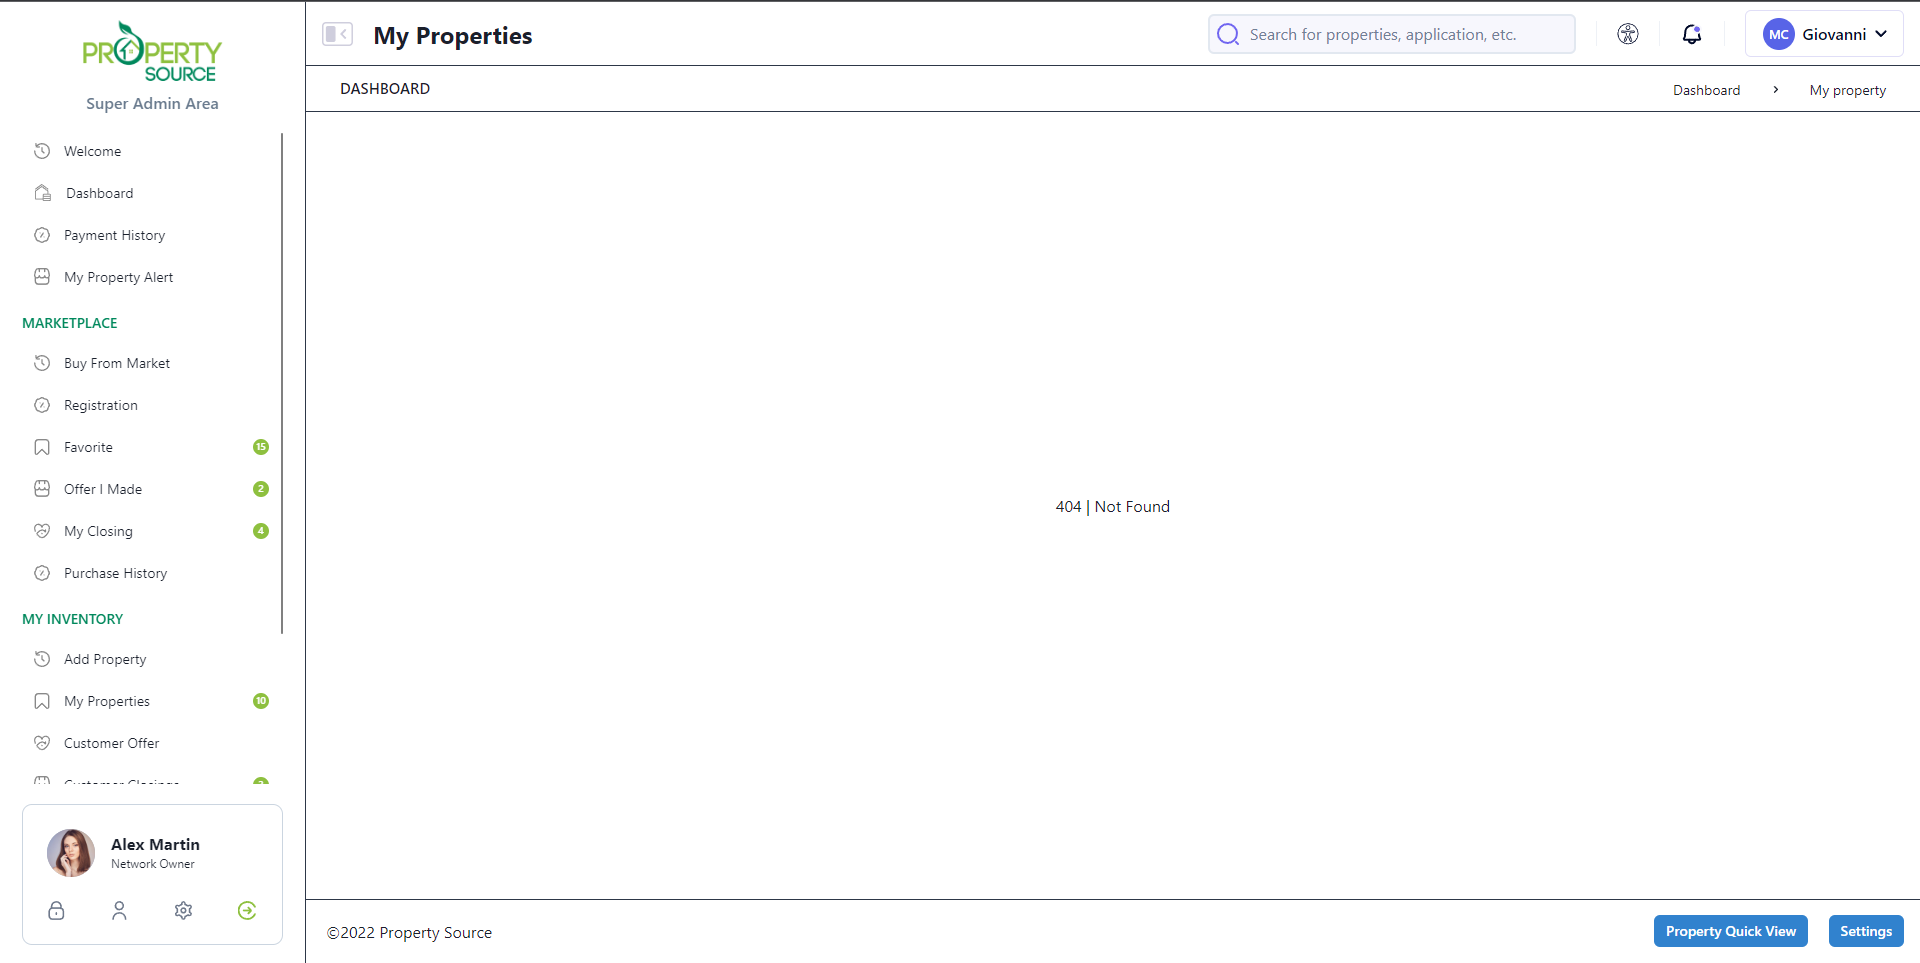 PROPERTY
SOURCE
Super Admin Area
Welcome
Dashboard
Payment History
My Property Alert
MARKETPLACE
Buy From Market
Registration
Favorite 15
Offer I Made 2
My Closing 4
Purchase History
MY INVENTORY
Add Property
My Properties 10
Customer Offer
Customer Closings
Alex Martin
Network Owner
My Properties
Search for properties, application, etc.
MC Giovanni
DASHBOARD
Dashboard > My property
404 | Not Found
©2022 Property Source
Property Quick View
Settings